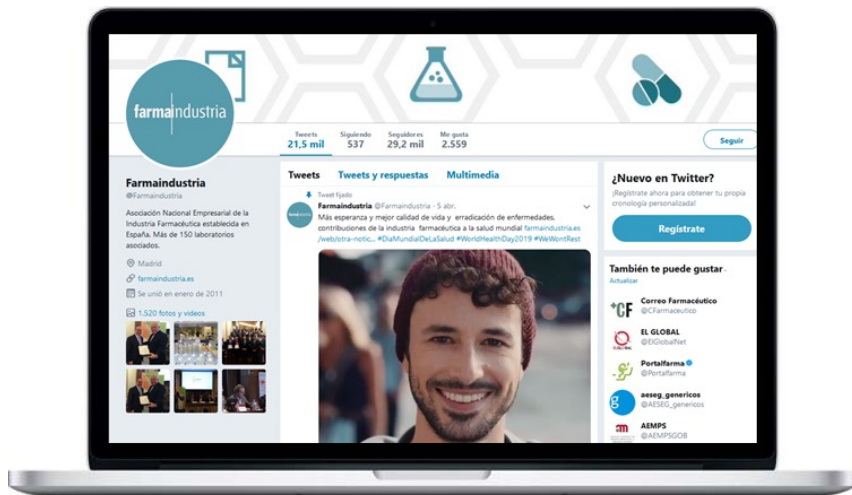 farmaindustria
Tweets Siguiendo Seguidores Me gusta
21,5 mil 537 29,2 mil 2.559
Seguir
Farmaindustria
@Farmaindustria
Asociación Nacional Empresarial de la
Industria Farmacéutica establecida en
España. Más de 150 laboratorios
asociados.
Madrid
farmaindustria.es
Se unió en enero de 2011
1.520 fotos y videos
Tweets Tweets y respuestas Multimedia
Tweet fijado
Farmaindustria @Farmaindustria - 5 abr.
Más esperanza y mejor calidad de vida y erradicación de enfermedades,
contribuciones de la industria farmacéutica a la salud mundial farmaindustria.es
/web/otra-notic... #DiaMundialDeLaSalud #WorldHealthDay2019 #WeWontRest
¿Nuevo en Twitter?
¡Regístrate ahora para obtener tu propia
cronología personalizada!
Regístrate
También te puede gustar ·
Actualizar
CF Correo Farmacéutico
@CFarmaceutico
EL GLOBAL
@ElGlobalNet
Portalfarma
@Portalfarma
aeseg_genericos
@AESEG_genericos
AEMPS
@AEMPSGOB